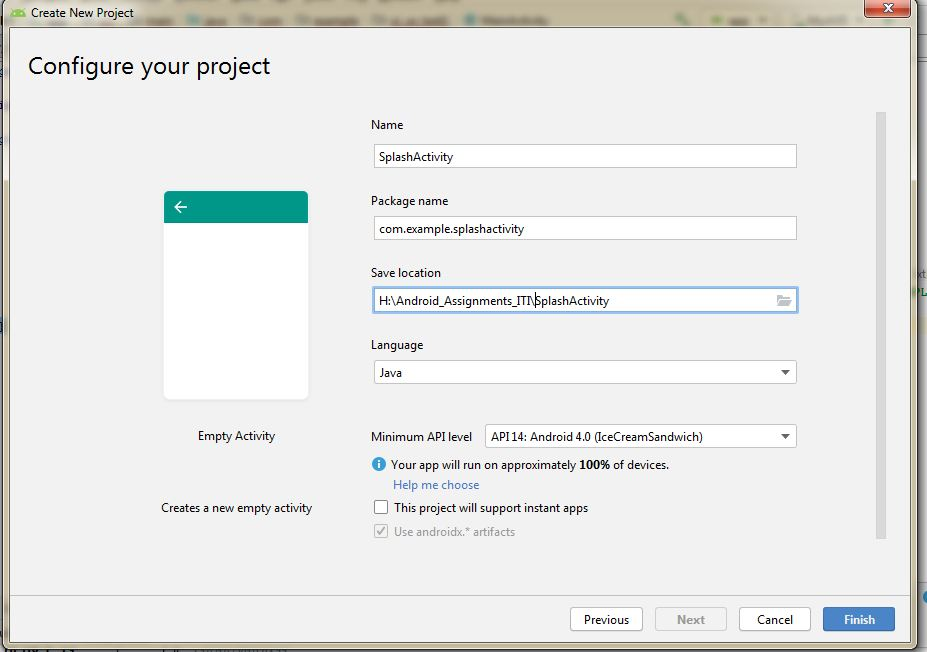 Create New Project
Configure your project
Name
SplashActivity
Package name
com.example.splashactivity
Save location
H:\Android_Assignments_ITI\SplashActivity
Language
Java
Empty Activity
Minimum API level
API 14: Android 4.0 (IceCreamSandwich)
Your app will run on approximately 100% of devices.
Help me choose
Creates a new empty activity
This project will support instant apps
Use androidx.* artifacts
Previous
Next
Cancel
Finish